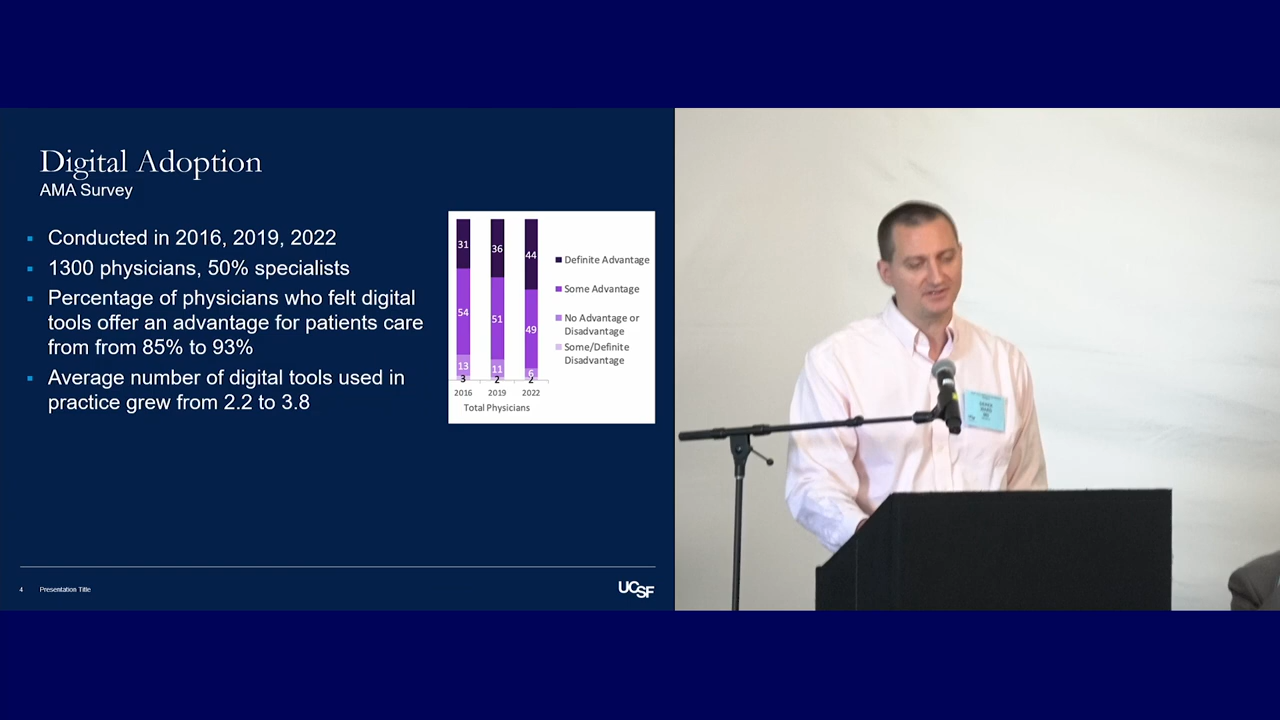 Digital Adoption
AMA Survey
Conducted in 2016, 2019, 2022
1300 physicians, 50% specialists
Percentage of physicians who felt digital
tools offer an advantage for patients care
from from 85% to 93%
Average number of digital tools used in
practice grew from 2.2 to 3.8
31
36
44
54
51
49
13
11
6
3
2
2
2016
2019
2022
Total Physicians
Definite Advantage
Some Advantage
No Advantage or
Disadvantage
Some/Definite
Disadvantage
4
Presentation Title
UCSF